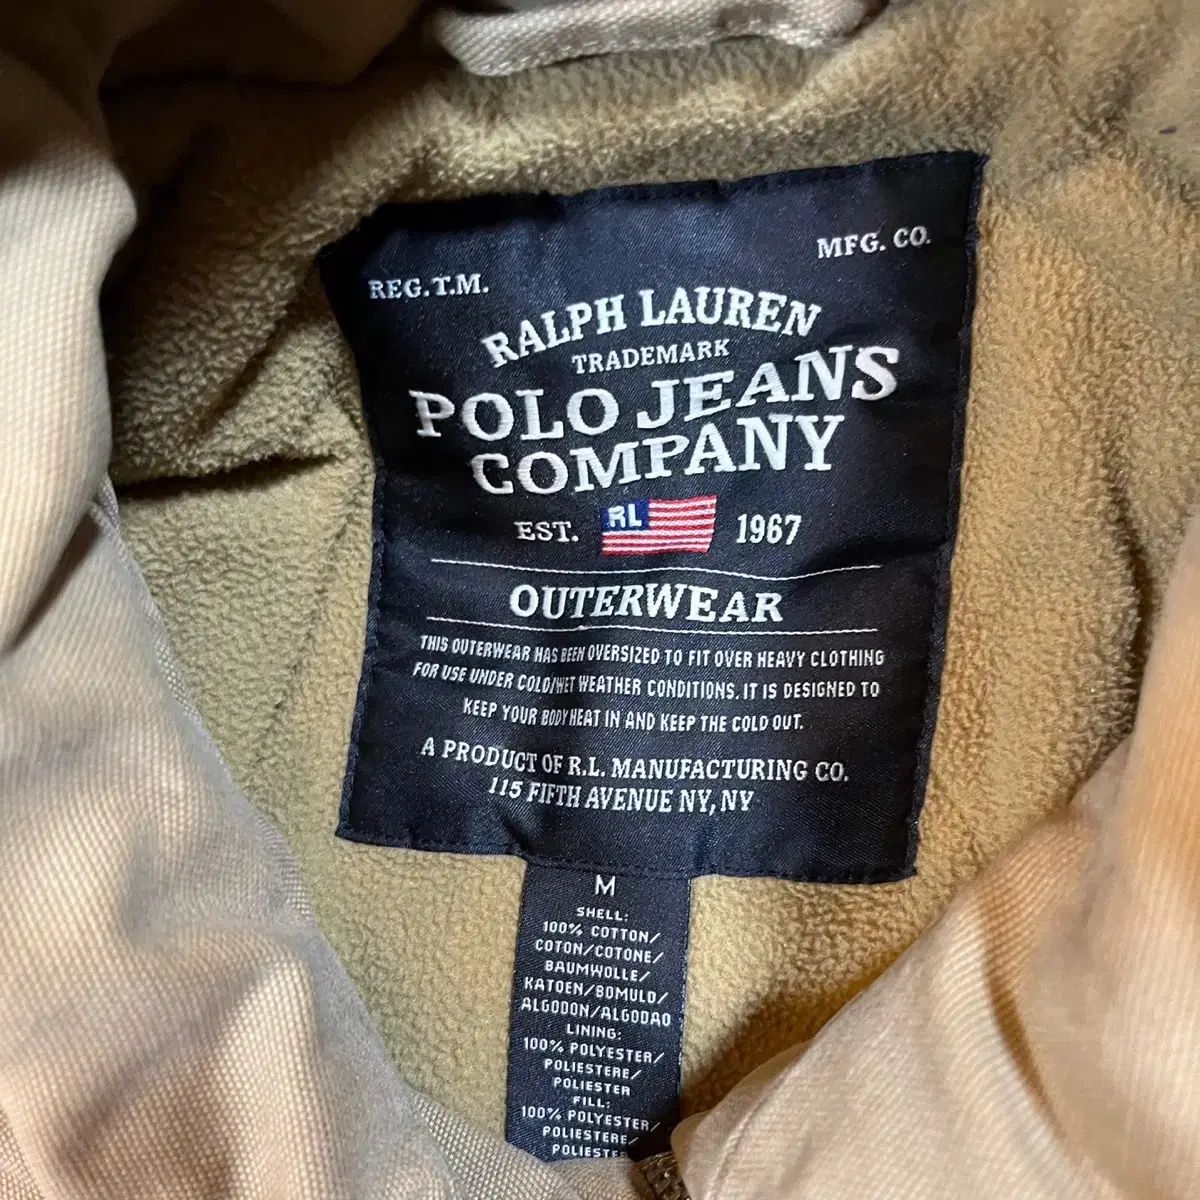 REG.T.M.
MFG. CO.
RALPH LAUREN
TRADEMARK
POLO JEANS
COMPANY
EST. RL 1967
OUTERWEAR
THIS OUTERWEAR HAS BEEN OVERSIZED TO FIT OVER HEAVY CLOTHING
FOR USE UNDER COLD/WET WEATHER CONDITIONS. IT IS DESIGNED TO
KEEP YOUR BODY HEAT IN AND KEEP THE COLD OUT.
A PRODUCT OF R.L. MANUFACTURING CO.
115 FIFTH AVENUE NY, NY
M
SHELL:
100% COTTON/
COTON/COTONE/
BAUMWOLLE/
KATOEN/BOMULD/
ALGODON/ALGODAO
LINING:
100% POLYESTER/
POLIESTERE/
POLIESTER
FILL:
100% POLYESTER/
POLIESTERE/